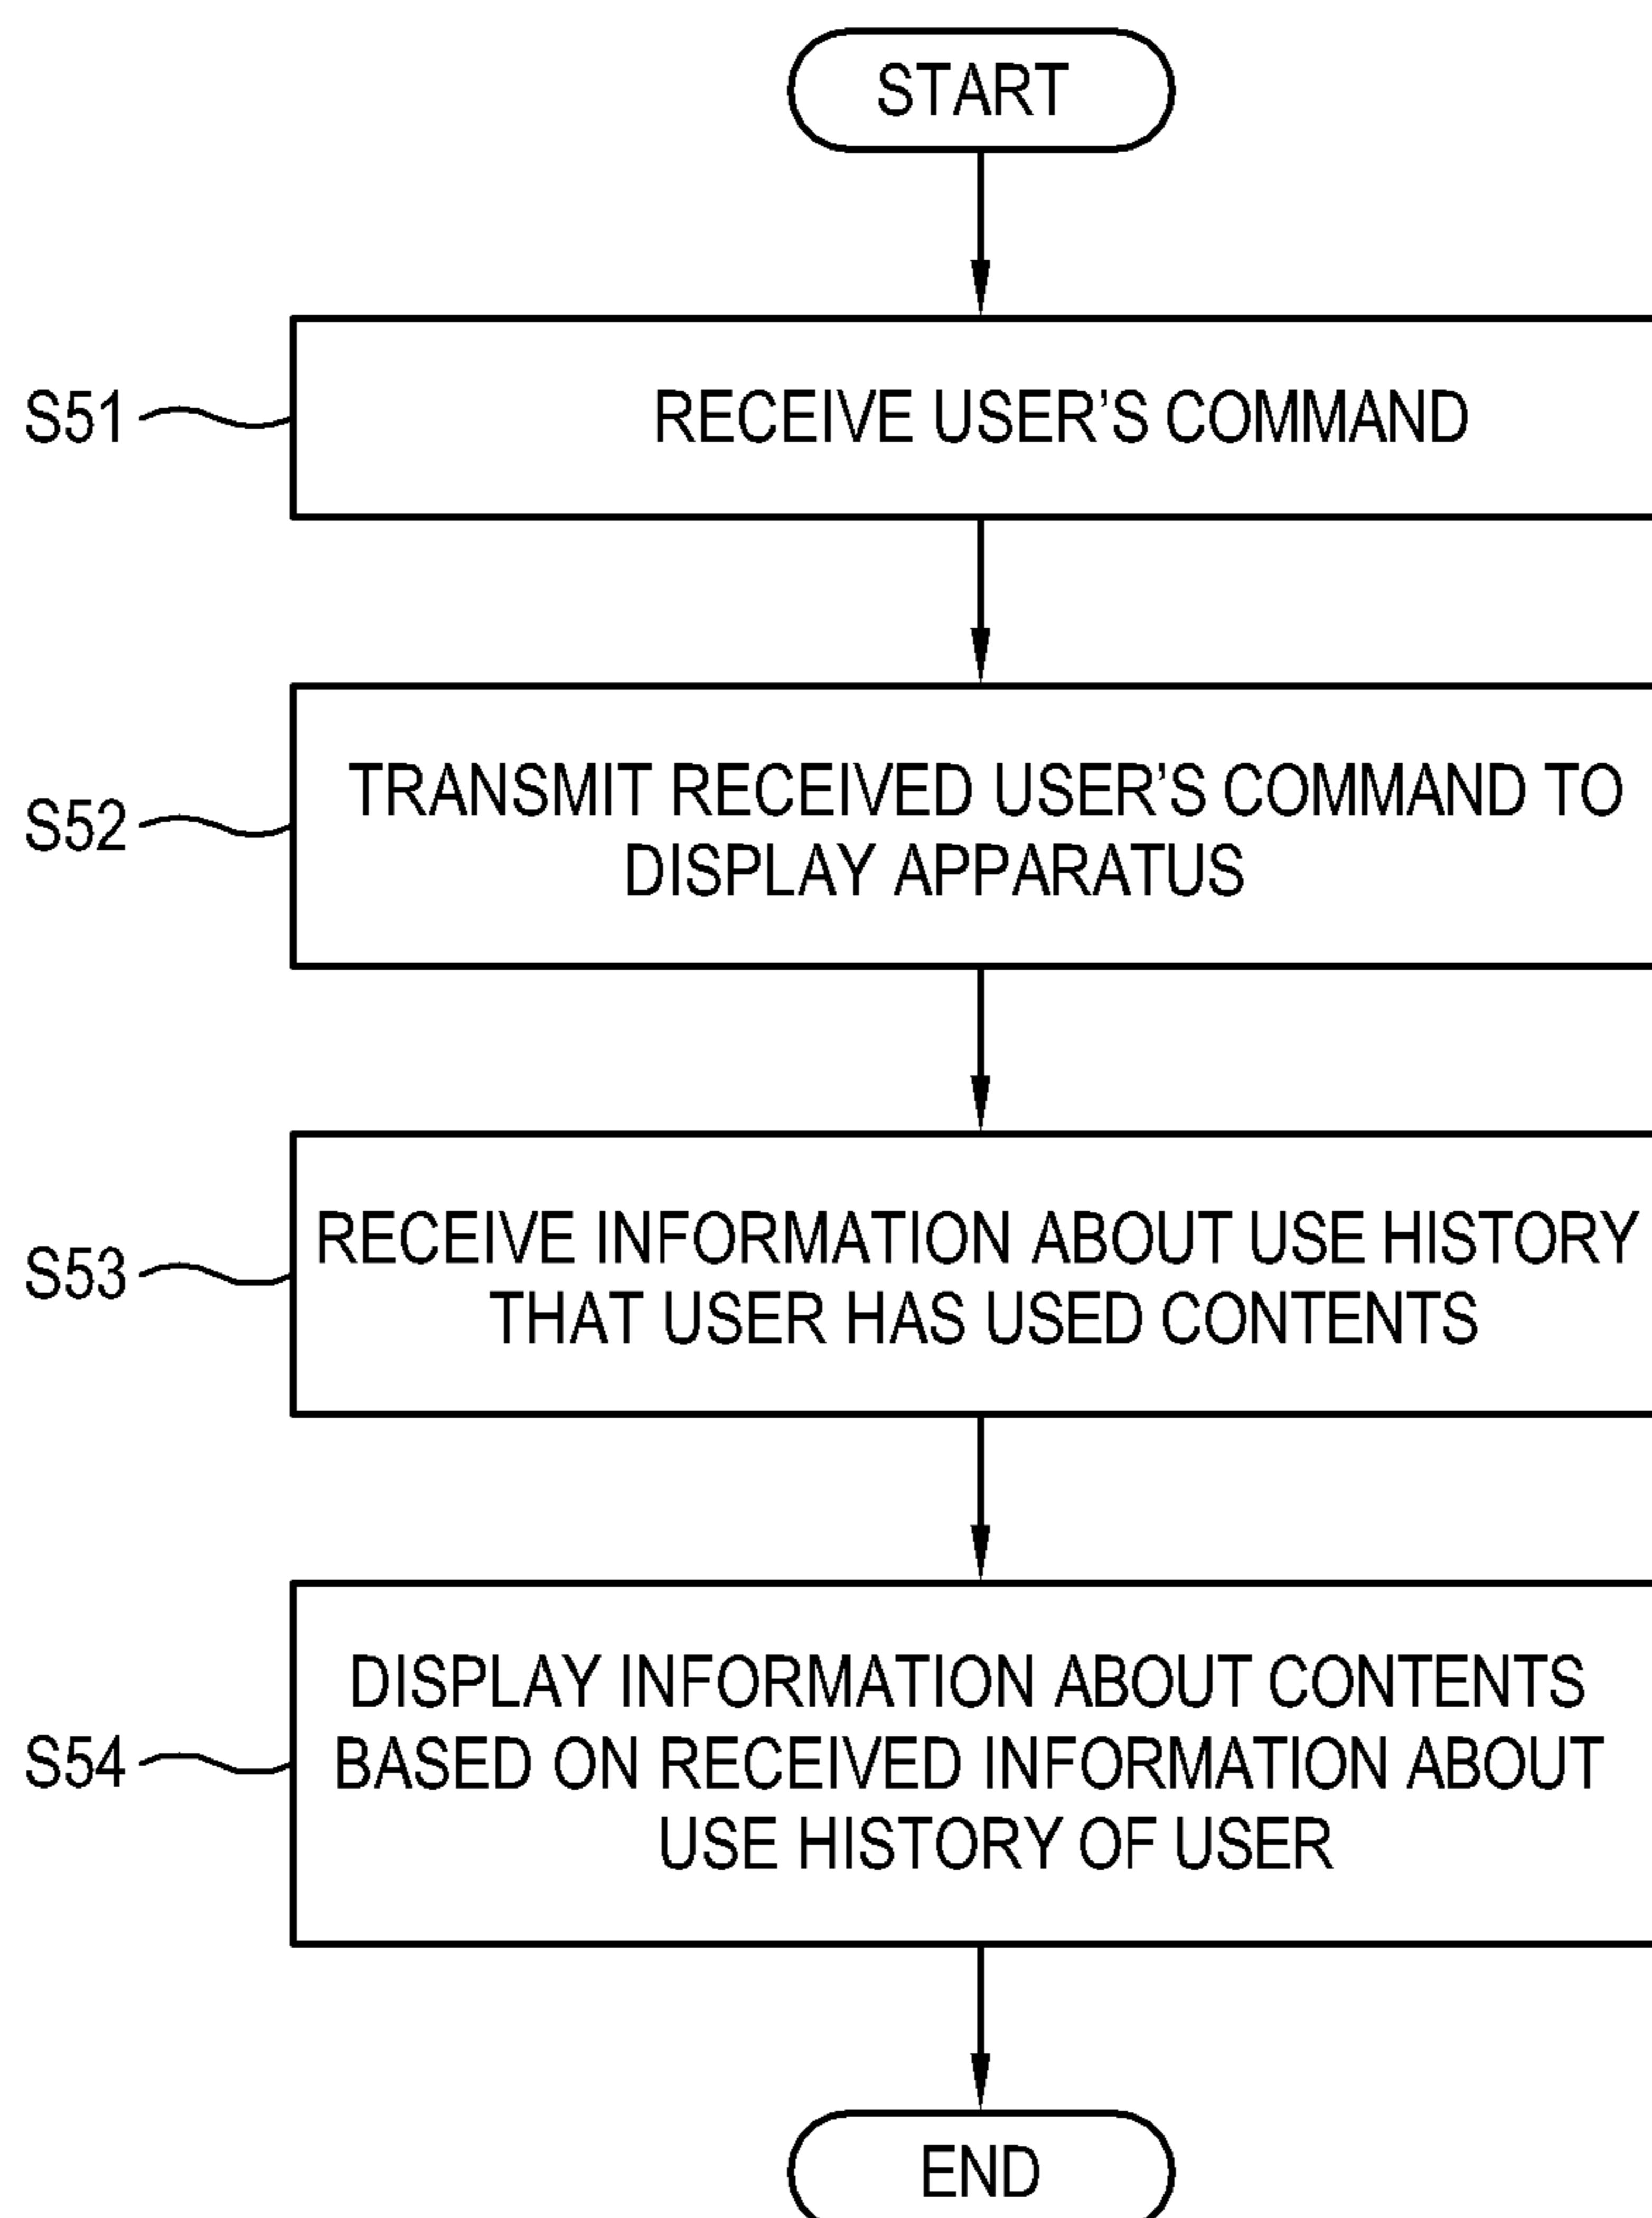 START
S51
RECEIVE USER'S COMMAND
S52
TRANSMIT RECEIVED USER'S COMMAND TO
DISPLAY APPARATUS
S53
RECEIVE INFORMATION ABOUT USE HISTORY
THAT USER HAS USED CONTENTS
S54
DISPLAY INFORMATION ABOUT CONTENTS
BASED ON RECEIVED INFORMATION ABOUT
USE HISTORY OF USER
END